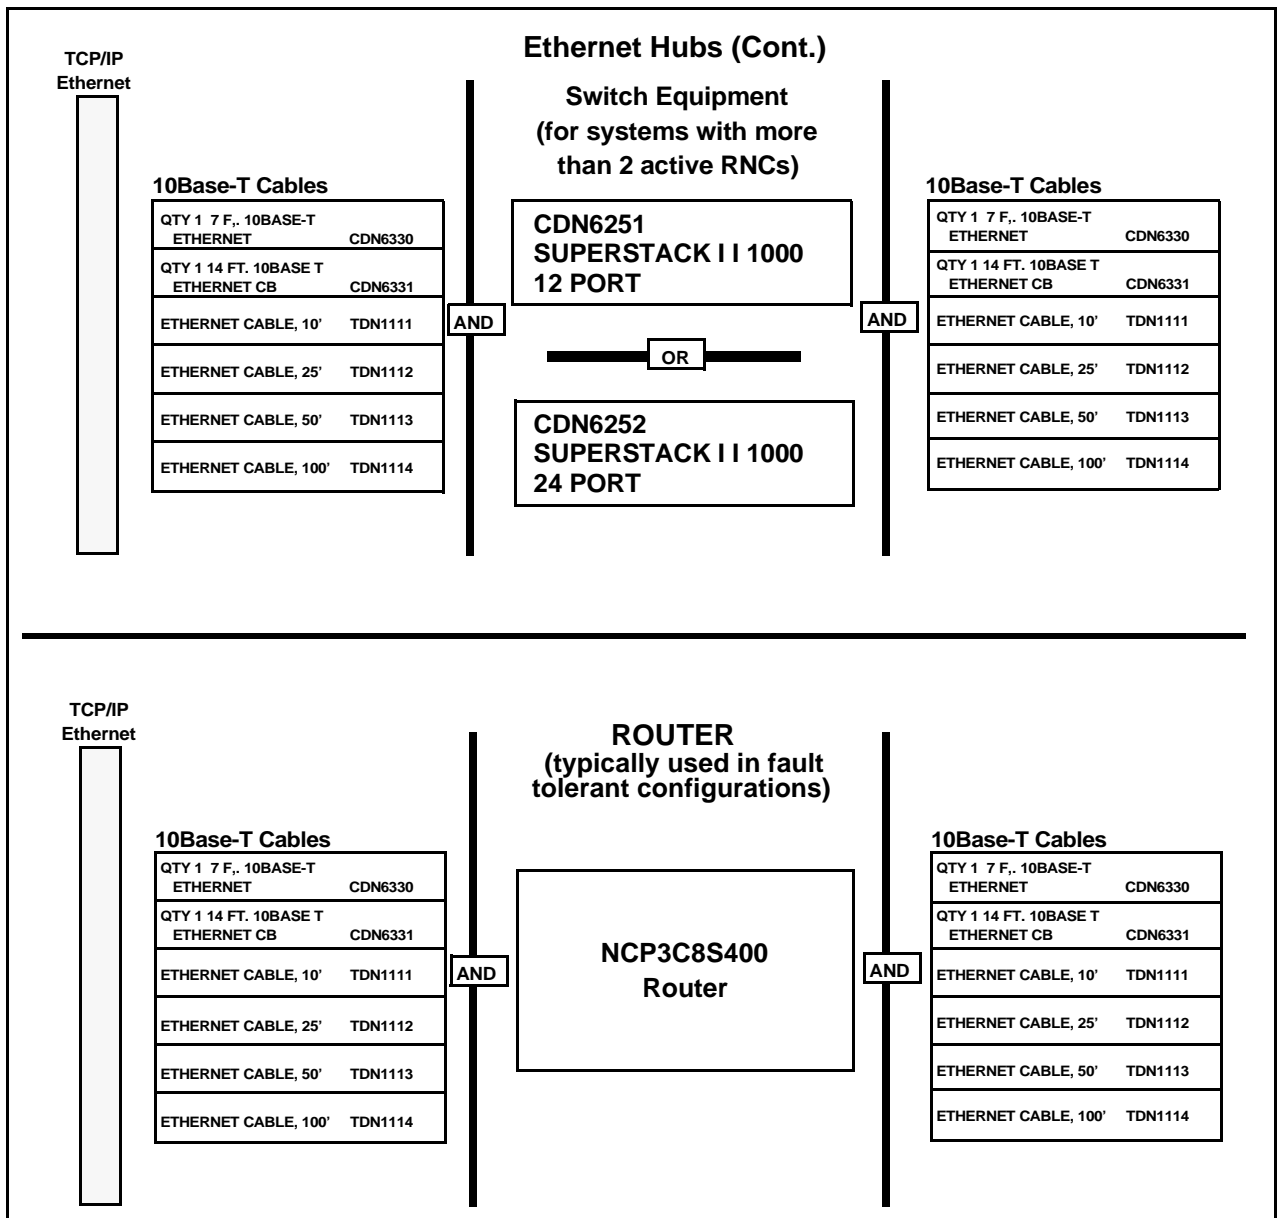 Ethernet Hubs (Cont.)
TCP/IP
Ethernet
Switch Equipment
(for systems with more
than 2 active RNCs)
10Base-T Cables
QTY 1 7 F,. 10BASE-T
ETHERNET CDN6330
QTY 1 14 FT. 10BASE T
ETHERNET CB CDN6331
ETHERNET CABLE, 10' TDN1111
ETHERNET CABLE, 25' TDN1112
ETHERNET CABLE, 50' TDN1113
ETHERNET CABLE, 100' TDN1114
AND
CDN6251
SUPERSTACK I I 1000
12 PORT
OR
CDN6252
SUPERSTACK I I 1000
24 PORT
AND
10Base-T Cables
QTY 1 7 F,. 10BASE-T
ETHERNET CDN6330
QTY 1 14 FT. 10BASE T
ETHERNET CB CDN6331
ETHERNET CABLE, 10' TDN1111
ETHERNET CABLE, 25' TDN1112
ETHERNET CABLE, 50' TDN1113
ETHERNET CABLE, 100' TDN1114
TCP/IP
Ethernet
ROUTER
(typically used in fault
tolerant configurations)
10Base-T Cables
QTY 1 7 F,. 10BASE-T
ETHERNET CDN6330
QTY 1 14 FT. 10BASE T
ETHERNET CB CDN6331
ETHERNET CABLE, 10' TDN1111
ETHERNET CABLE, 25' TDN1112
ETHERNET CABLE, 50' TDN1113
ETHERNET CABLE, 100' TDN1114
AND
NCP3C8S400
Router
AND
10Base-T Cables
QTY 1 7 F,. 10BASE-T
ETHERNET CDN6330
QTY 1 14 FT. 10BASE T
ETHERNET CB CDN6331
ETHERNET CABLE, 10' TDN1111
ETHERNET CABLE, 25' TDN1112
ETHERNET CABLE, 50' TDN1113
ETHERNET CABLE, 100' TDN1114